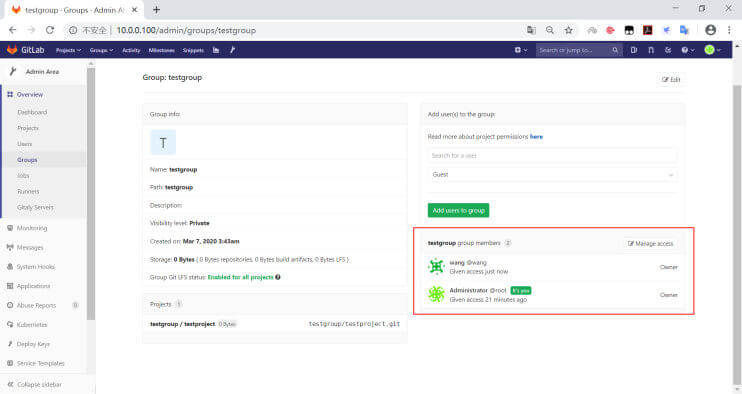 testgroup · Groups · Admin Are
不安全 10.0.0.100/admin/groups/testgroup
GitLab Projects Groups Activity Milestones Snippets Search or jump to...
Admin Area
Overview
Dashboard
Projects
Users
Groups
Jobs
Runners
Gitaly Servers
Monitoring
Messages
System Hooks
Applications
Abuse Reports 0
Kubernetes
Deploy Keys
Service Templates
Collapse sidebar
Group: testgroup
Edit
Group info:
T
Name: testgroup
Path: testgroup
Description:
Visibility level: Private
Created on: Mar 7, 2020 3:43am
Storage: 0 Bytes ( 0 Bytes repositories, 0 Bytes build artifacts, 0 Bytes LFS )
Group Git LFS status: Enabled for all projects
Projects 1
testgroup / testproject 0 Bytes testgroup/testproject.git
Add user(s) to the group:
Read more about project permissions here
Search for a user
Guest
Add users to group
testgroup group members 2 Manage access
wang @wang
Given access just now
Owner
Administrator @root It's you
Given access 21 minutes ago
Owner